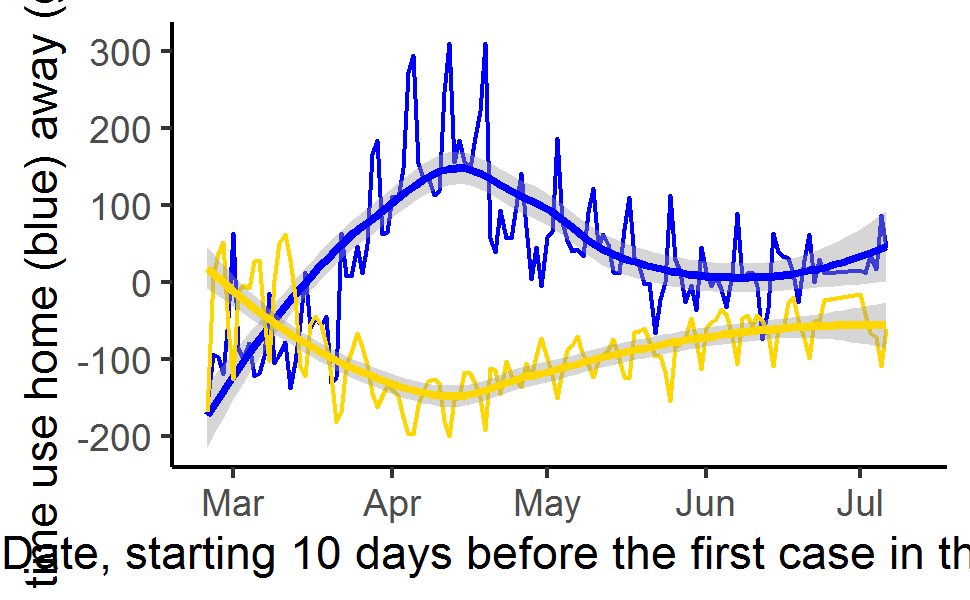 time use home (blue) away (
300
200
100
0
-100
-200
Mar Apr May Jun Jul
Date, starting 10 days before the first case in th